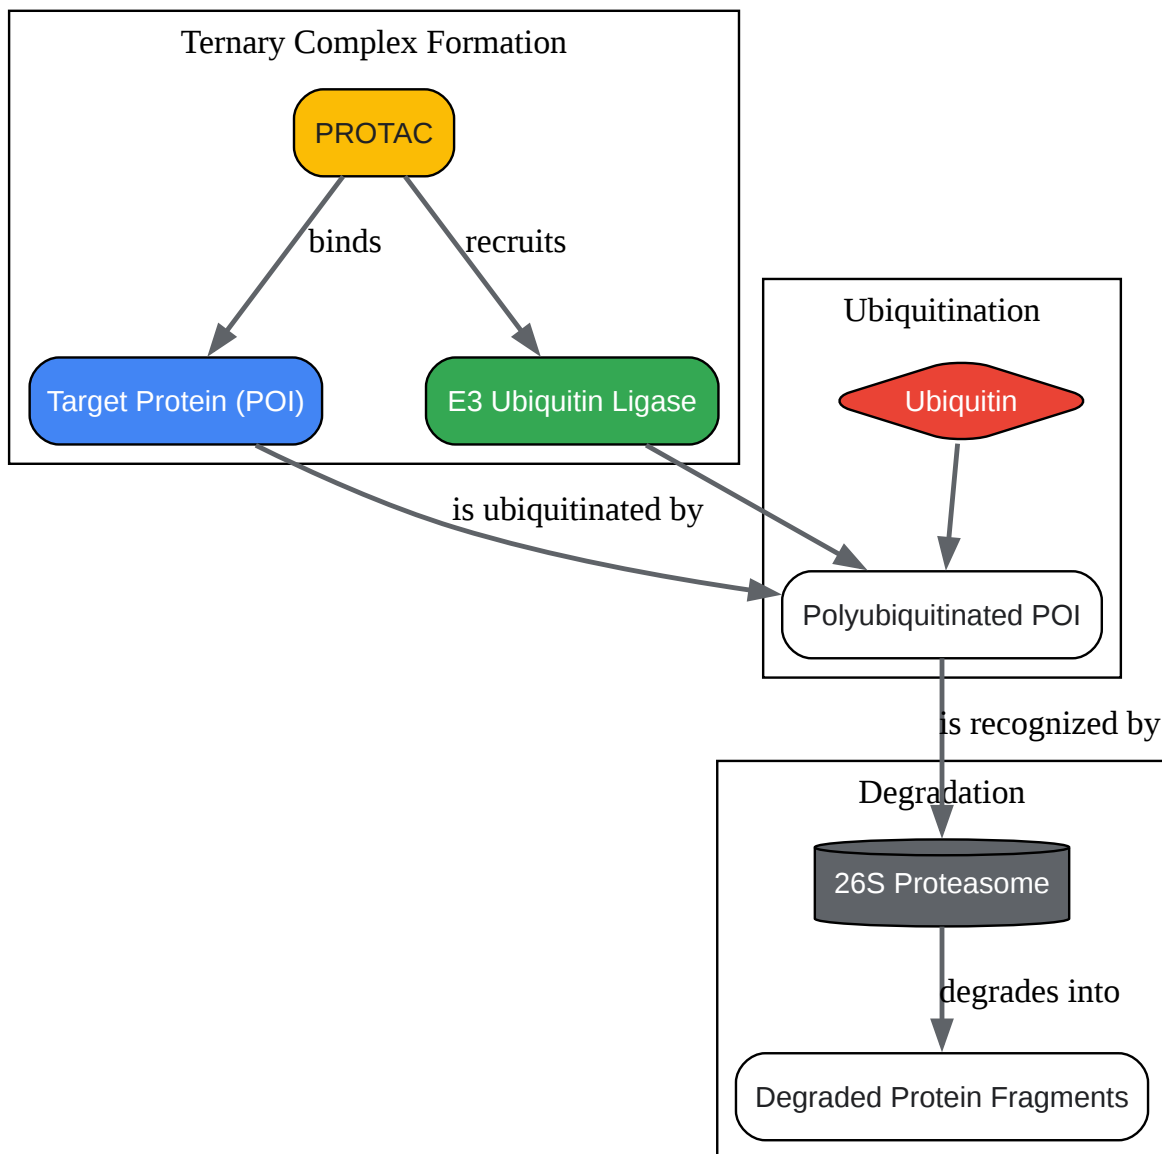 Ternary Complex Formation
PROTAC
binds
recruits
Target Protein (POI)
E3 Ubiquitin Ligase
Ubiquitination
Ubiquitin
is ubiquitinated by
Polyubiquitinated POI
is recognized by
Degradation
26S Proteasome
degrades into
Degraded Protein Fragments